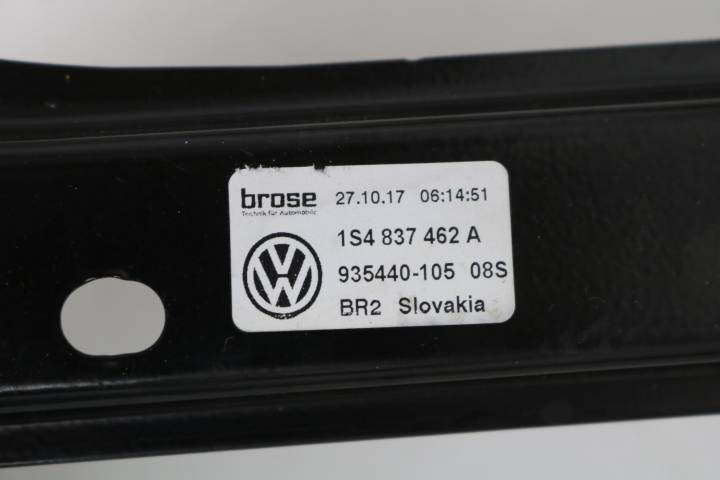 brose 27.10.17 06:14:51
Technik für Automobile
1S4 837 462 A
935440-105 08S
BR2 Slovakia